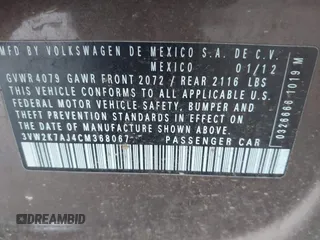 MFD BY VOLKSWAGEN DE MEXICO S.A. DE C.V.
MEXICO 01/12
GVWR 4079 GAWR FRONT 2072 / REAR 2116 LBS
THIS VEHICLE CONFORMS TO ALL APPLICABLE U.S.
FEDERAL MOTOR VEHICLE SAFETY, BUMPER AND
THEFT PREVENTION STANDARDS IN EFFECT ON THE
DATE OF MANUFACTURE SHOWN ABOVE.
3VW2K7AJ4CM368067 PASSENGER CAR
0326666 1019 M
DREAMBID